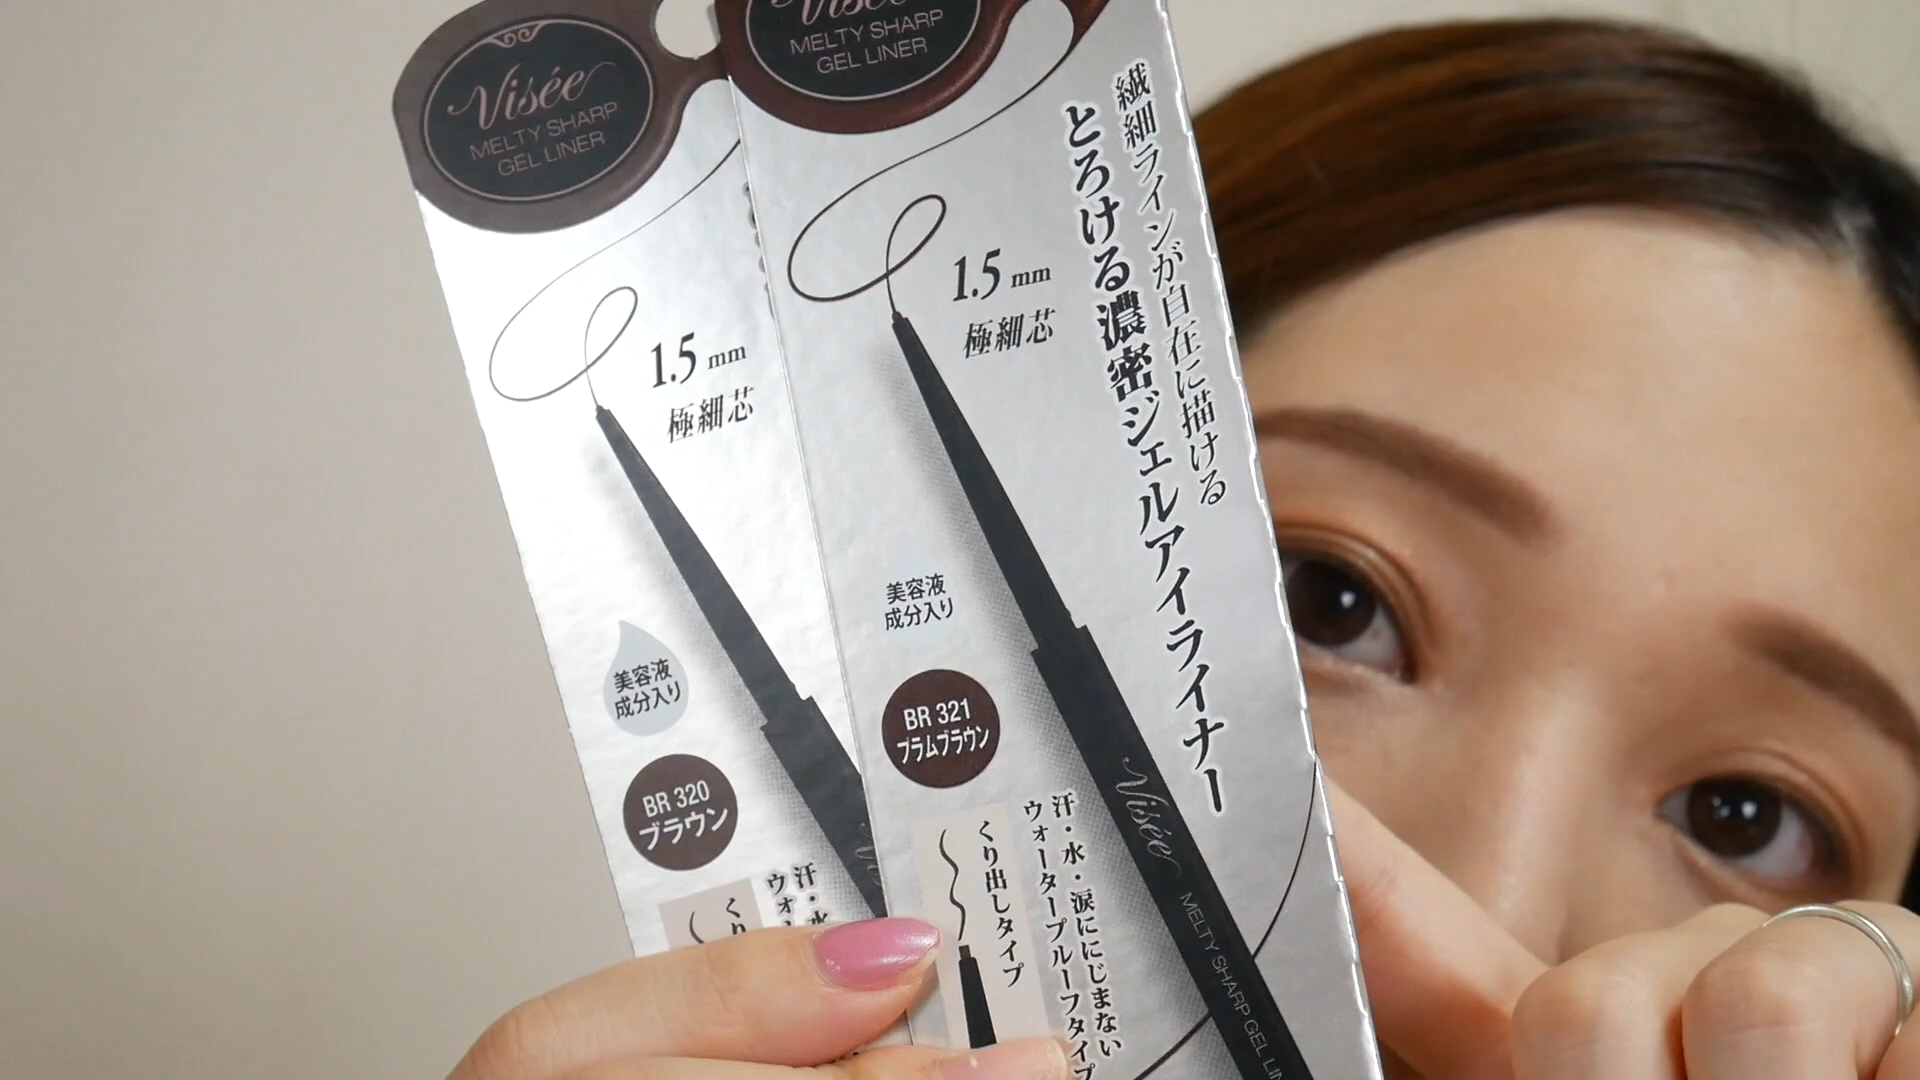 Visée
MELTY SHARP
GEL LINER
1.5 mm
極細芯
美容液
成分入り
BR 320
ブラウン
汗・水
ウォ
くり
Visée
MELTY SHARP
GEL LINER
繊細ラインが自在に描ける
とろける濃密ジェルアイライナー
1.5 mm
極細芯
美容液
成分入り
BR 321
プラムブラウン
汗・水・涙ににじまない
ウォータープルーフタイプ
くり出しタイプ
Visée
MELTY SHARP GEL LIN